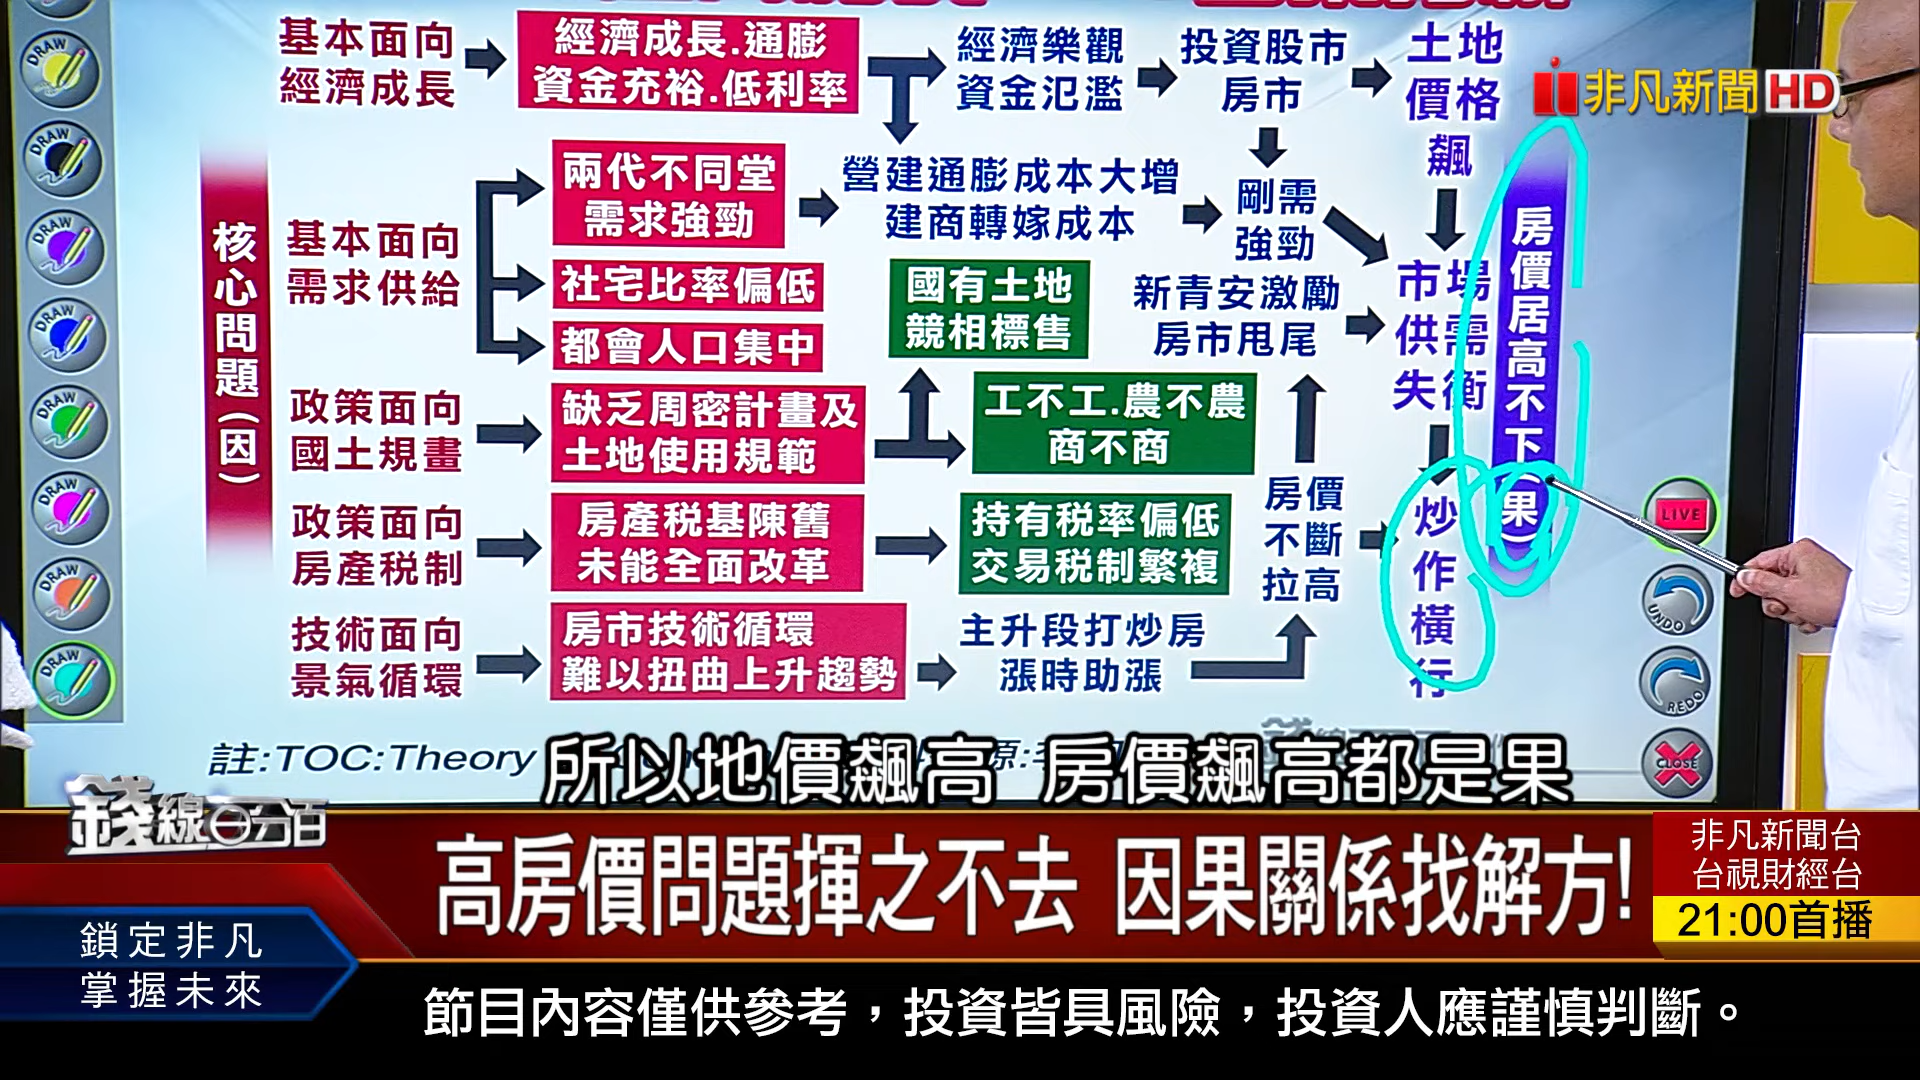 基本面向
經濟成長
經濟成長.通膨
資金充裕.低利率
經濟樂觀
資金氾濫
投資股市
房市
土地
價格
飆
非凡新聞HD
核心問題(因)
基本面向
需求供給
兩代不同堂
需求強勁
社宅比率偏低
都會人口集中
營建通膨成本大增
建商轉嫁成本
剛需
強勁
國有土地
競相標售
新青安激勵
房市甩尾
市場
供需
失衡
房價居高不下(果)
政策面向
國土規畫
缺乏周密計畫及
土地使用規範
工不工.農不農
商不商
政策面向
房產稅制
房產稅基陳舊
未能全面改革
持有稅率偏低
交易稅制繁複
房價
不斷
拉高
炒作橫行
技術面向
景氣循環
房市技術循環
難以扭曲上升趨勢
主升段打炒房
漲時助漲
DRAW
DRAW
DRAW
DRAW
DRAW
DRAW
DRAW
DRAW
LIVE
UNDO
REDO
CLOSE
註:TOC:Theory
所以地價飆高 房價飆高都是果
錢線百分百
高房價問題揮之不去 因果關係找解方!
非凡新聞台
台視財經台
21:00首播
鎖定非凡
掌握未來
節目內容僅供參考，投資皆具風險，投資人應謹慎判斷。